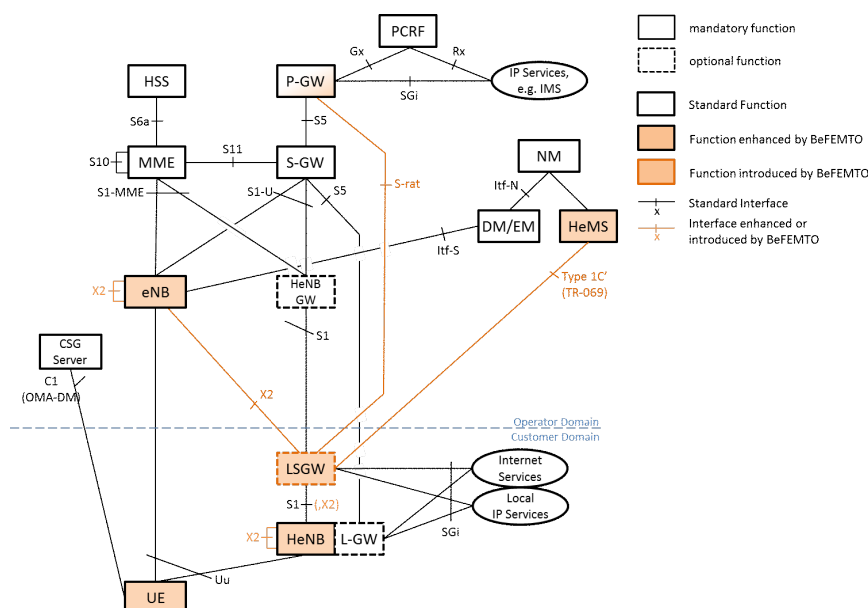 PCRF
mandatory function
Gx
Rx
optional function
HSS
P-GW
IP Services,
e.g. IMS
SGi
Standard Function
S6a
S5
Function enhanced by BeFEMTO
S10
MME
S11
S-GW
NM
Function introduced by BeFEMTO
S1-MME
S1-U
S5
S-rat
Itf-N
Standard Interface
x
DM/EM
HeMS
Interface enhanced or
introduced by BeFEMTO
x
Itf-S
X2
eNB
HeNB
GW
Type 1C’
(TR-069)
S1
CSG
Server
C1
(OMA-DM)
X2
Operator Domain
Customer Domain
LSGW
Internet
Services
S1
(,X2)
Local
IP Services
X2
HeNB
L-GW
SGi
Uu
UE